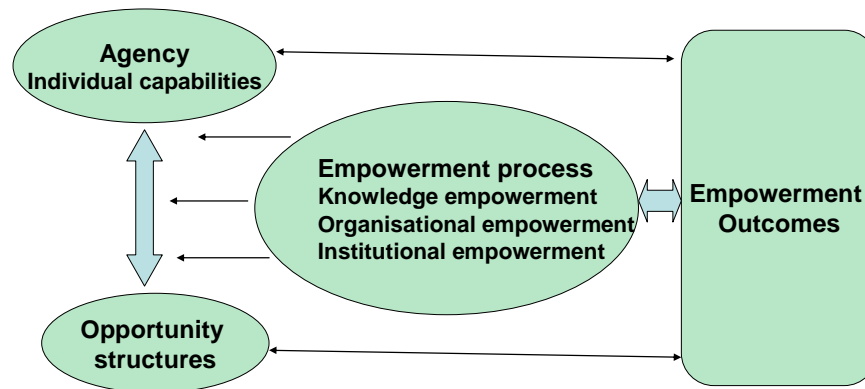 Agency
Individual capabilities
Empowerment process
Knowledge empowerment
Organisational empowerment
Institutional empowerment
Empowerment
Outcomes
Opportunity
structures